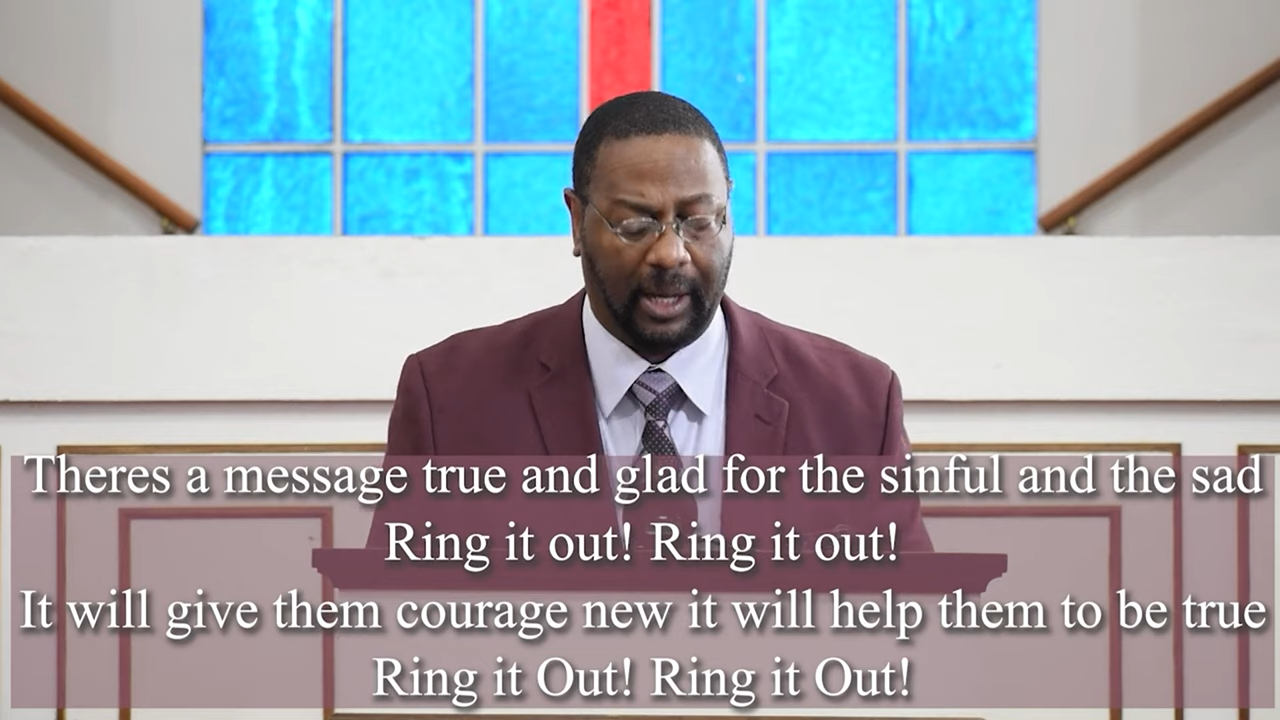 Theres a message true and glad for the sinful and the sad
Ring it out! Ring it out!
It will give them courage new it will help them to be true
Ring it Out! Ring it Out!